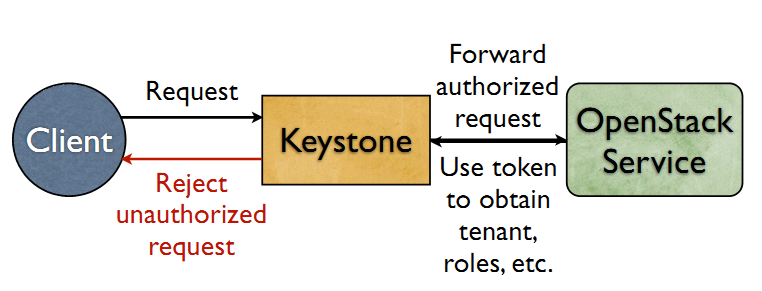 Client
Request
Reject
unauthorized
request
Keystone
Forward
authorized
request
Use token
to obtain
tenant,
roles, etc.
OpenStack
Service